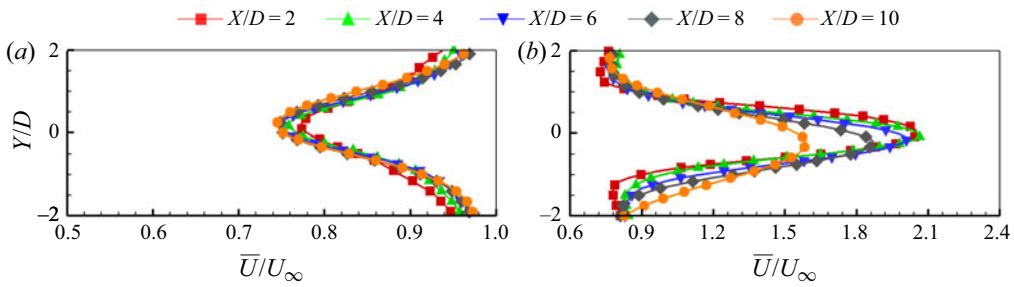 X/D = 2 X/D = 4 X/D = 6 X/D = 8 X/D = 10
(a) (b)
2 2
Y/D 0 0
−2 −2
0.5 0.6 0.7 0.8 0.9 1.0 0.6 0.9 1.2 1.5 1.8 2.1 2.4
U̅/U∞ U̅/U∞